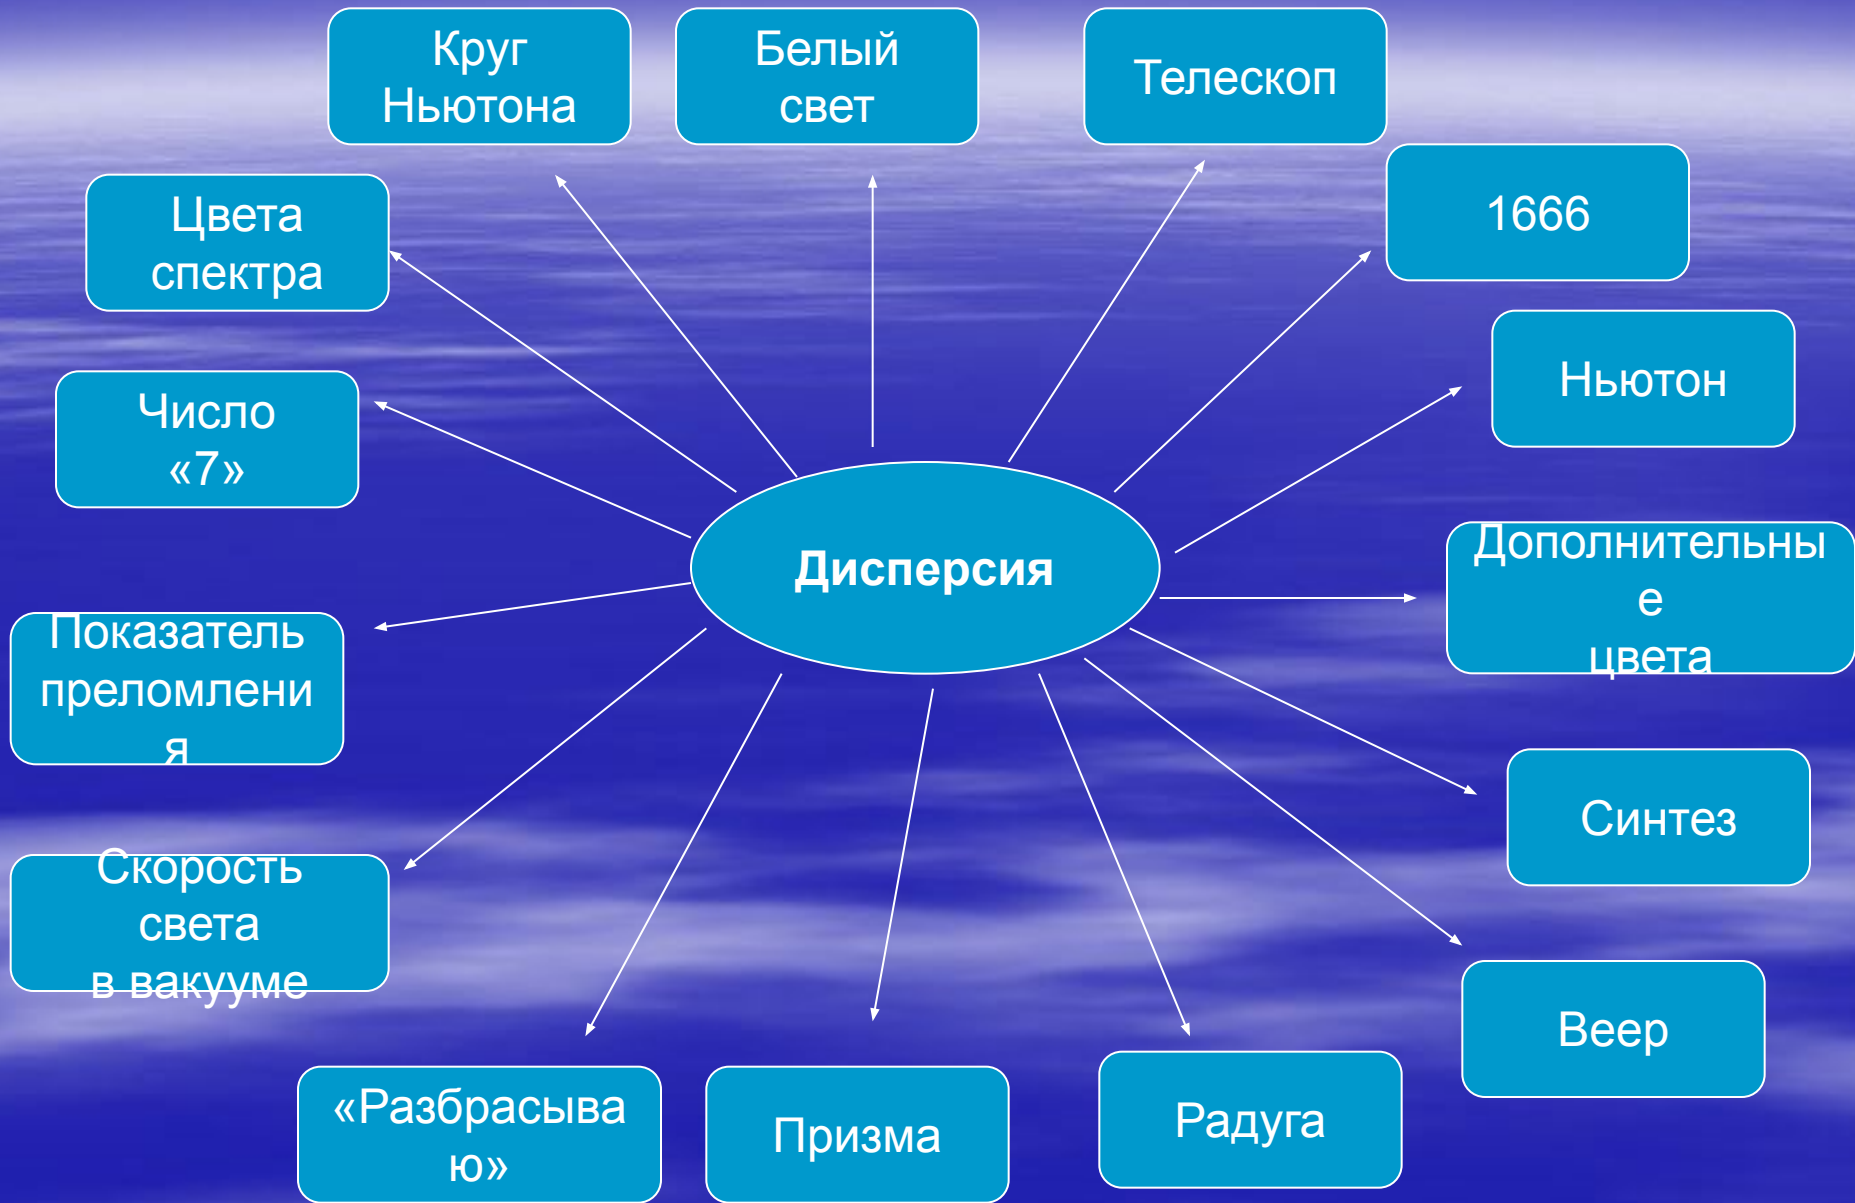 Круг
Ньютона
Белый
свет
Телескоп
1666
Цвета
спектра
Ньютон
Число
«7»
Дисперсия
Дополнительны
е
цвета
Показатель
преломлени
я
Синтез
Скорость
света
в вакууме
Веер
«Разбрасыва
ю»
Призма
Радуга